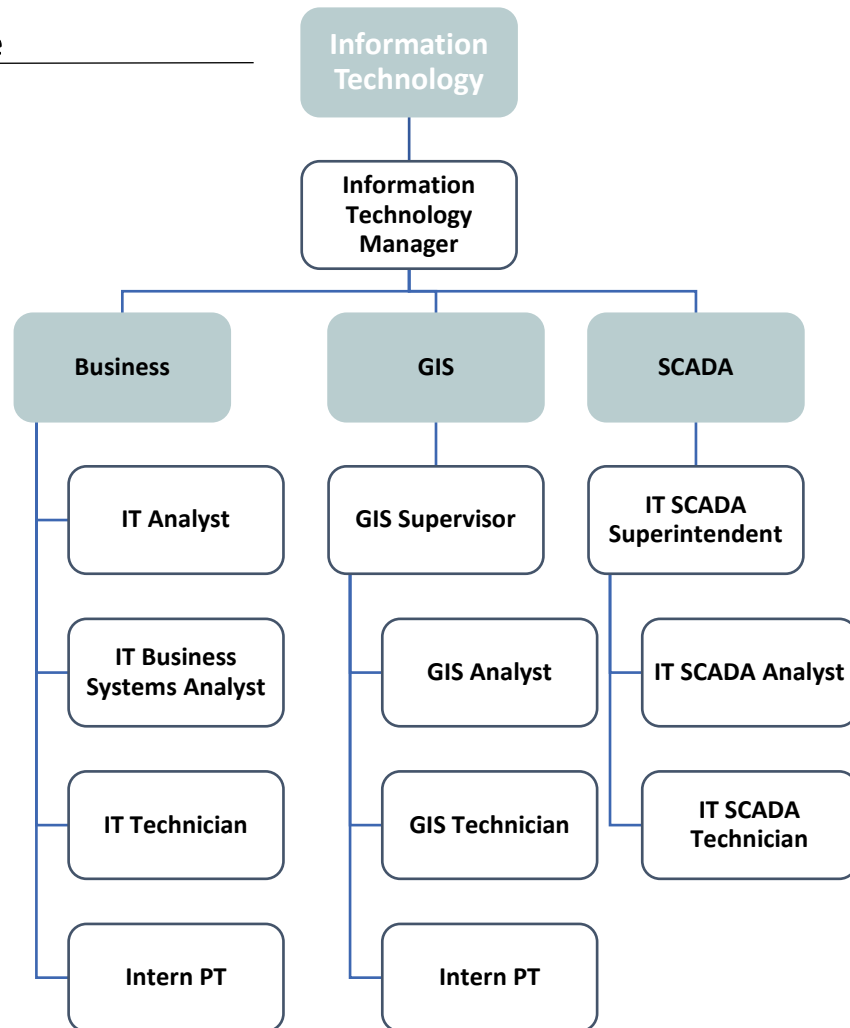 Information
Technology
Information
Technology
Manager
Business
GIS
SCADA
IT Analyst
GIS Supervisor
IT SCADA
Superintendent
IT Business
Systems Analyst
GIS Analyst
IT SCADA Analyst
IT Technician
GIS Technician
IT SCADA
Technician
Intern PT
Intern PT